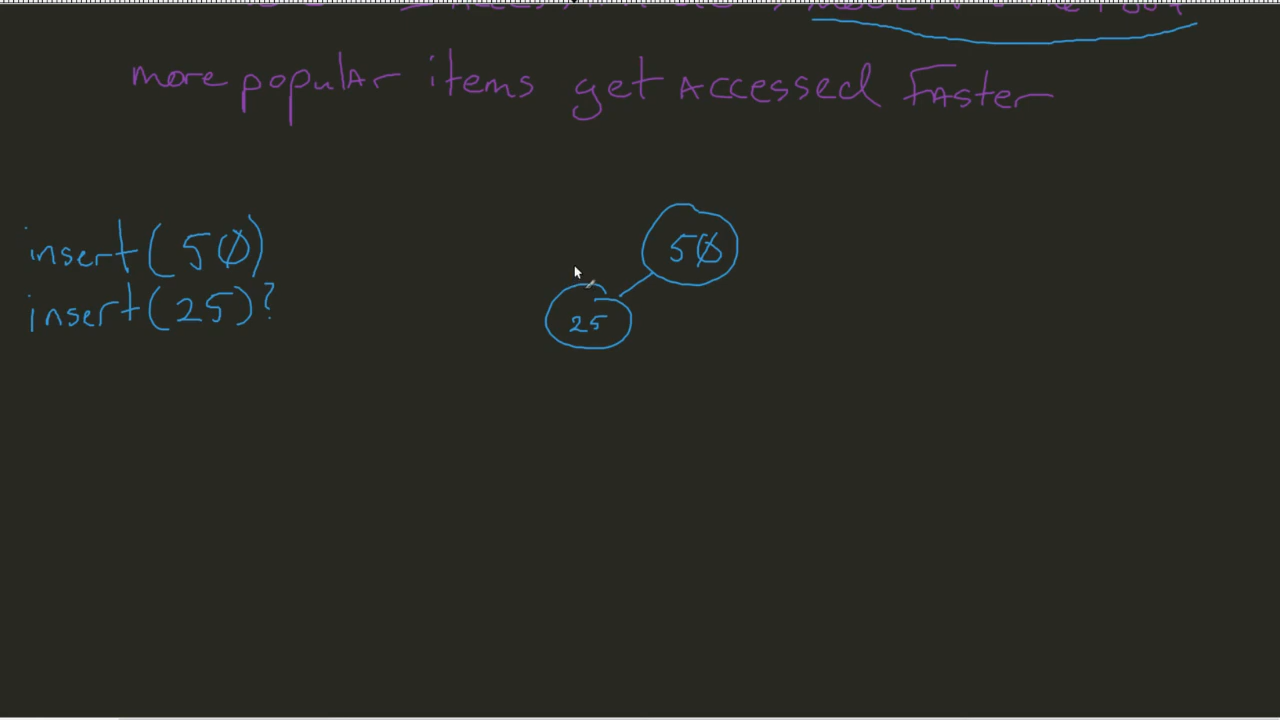 more popular items get accessed faster
insert(50)
50
insert(25)?
25